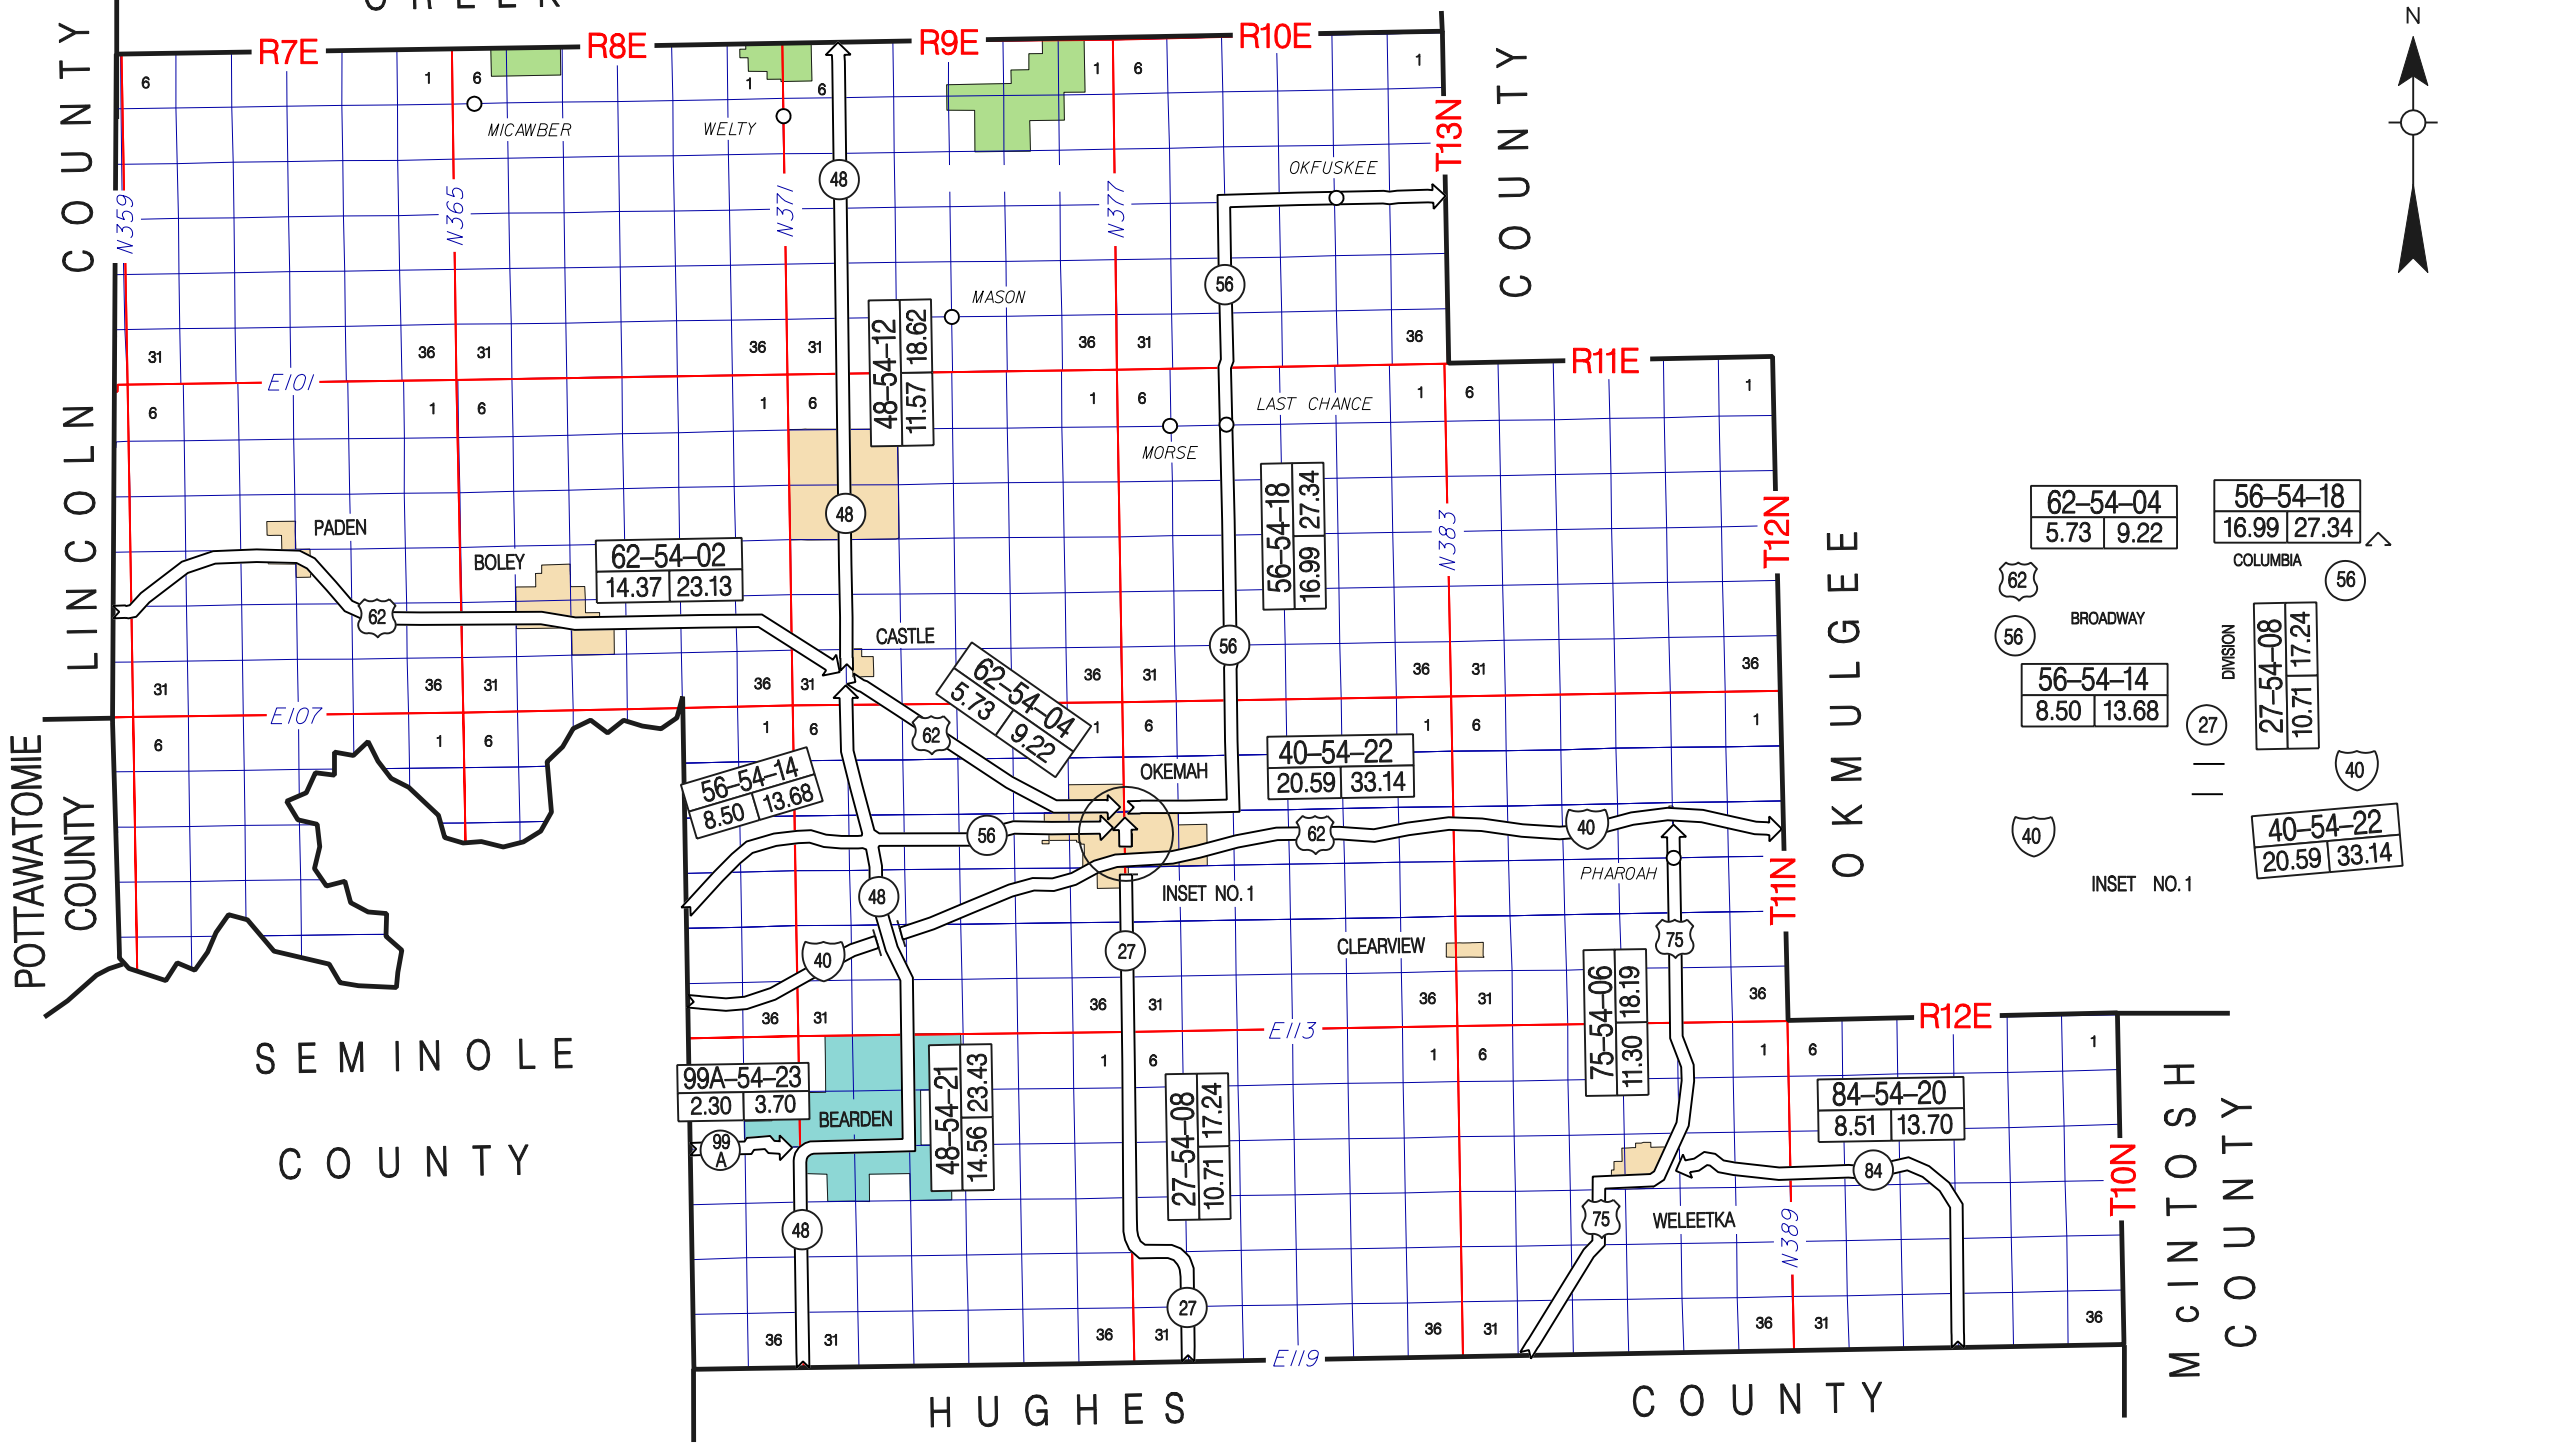 CREEK
COUNTY
R7E
R8E
R9E
R10E
N
6
1
6
1
6
1
6
1
MICAWBER
WELTY
T13N
COUNTY
OKFUSKEE
48
N359
N365
N371
N377
56
MASON
48–54–12
11.57 18.62
31
36
31
36
31
36
31
36
R11E
E101
6
1
6
1
6
1
6
1
6
1
LAST CHANCE
MORSE
LINCOLN
56–54–18
16.99 27.34
N383
T12N
48
PADEN
BOLEY
62–54–02
14.37 23.13
62
CASTLE
56
OKMULGEE
62–54–04
5.73 9.22
31
36
31
36
31
36
31
36
31
36
E107
6
1
6
1
6
1
6
1
6
1
POTTAWATOMIE
COUNTY
62
56–54–14
8.50 13.68
OKEMAH
40–54–22
20.59 33.14
56
62
40
PHAROAH
T11N
48
INSET NO. 1
40
27
CLEARVIEW
75
75–54–06
11.30 18.19
36
31
36
31
36
31
36
R12E
E113
SEMINOLE
COUNTY
1
6
1
6
1
6
1
99A–54–23
2.30 3.70
BEARDEN
48–54–21
14.56 23.43
27–54–08
10.71 17.24
84–54–20
8.51 13.70
99
A
84
T10N
McINTOSH
COUNTY
48
75
WELEETKA
N389
27
36
31
36
31
36
31
36
31
36
E119
HUGHES COUNTY
62–54–04
5.73 9.22
56–54–18
16.99 27.34
COLUMBIA
62
56
BROADWAY
56
DIVISION
27–54–08
10.71 17.24
56–54–14
8.50 13.68
27
40
40
40–54–22
20.59 33.14
INSET NO. 1